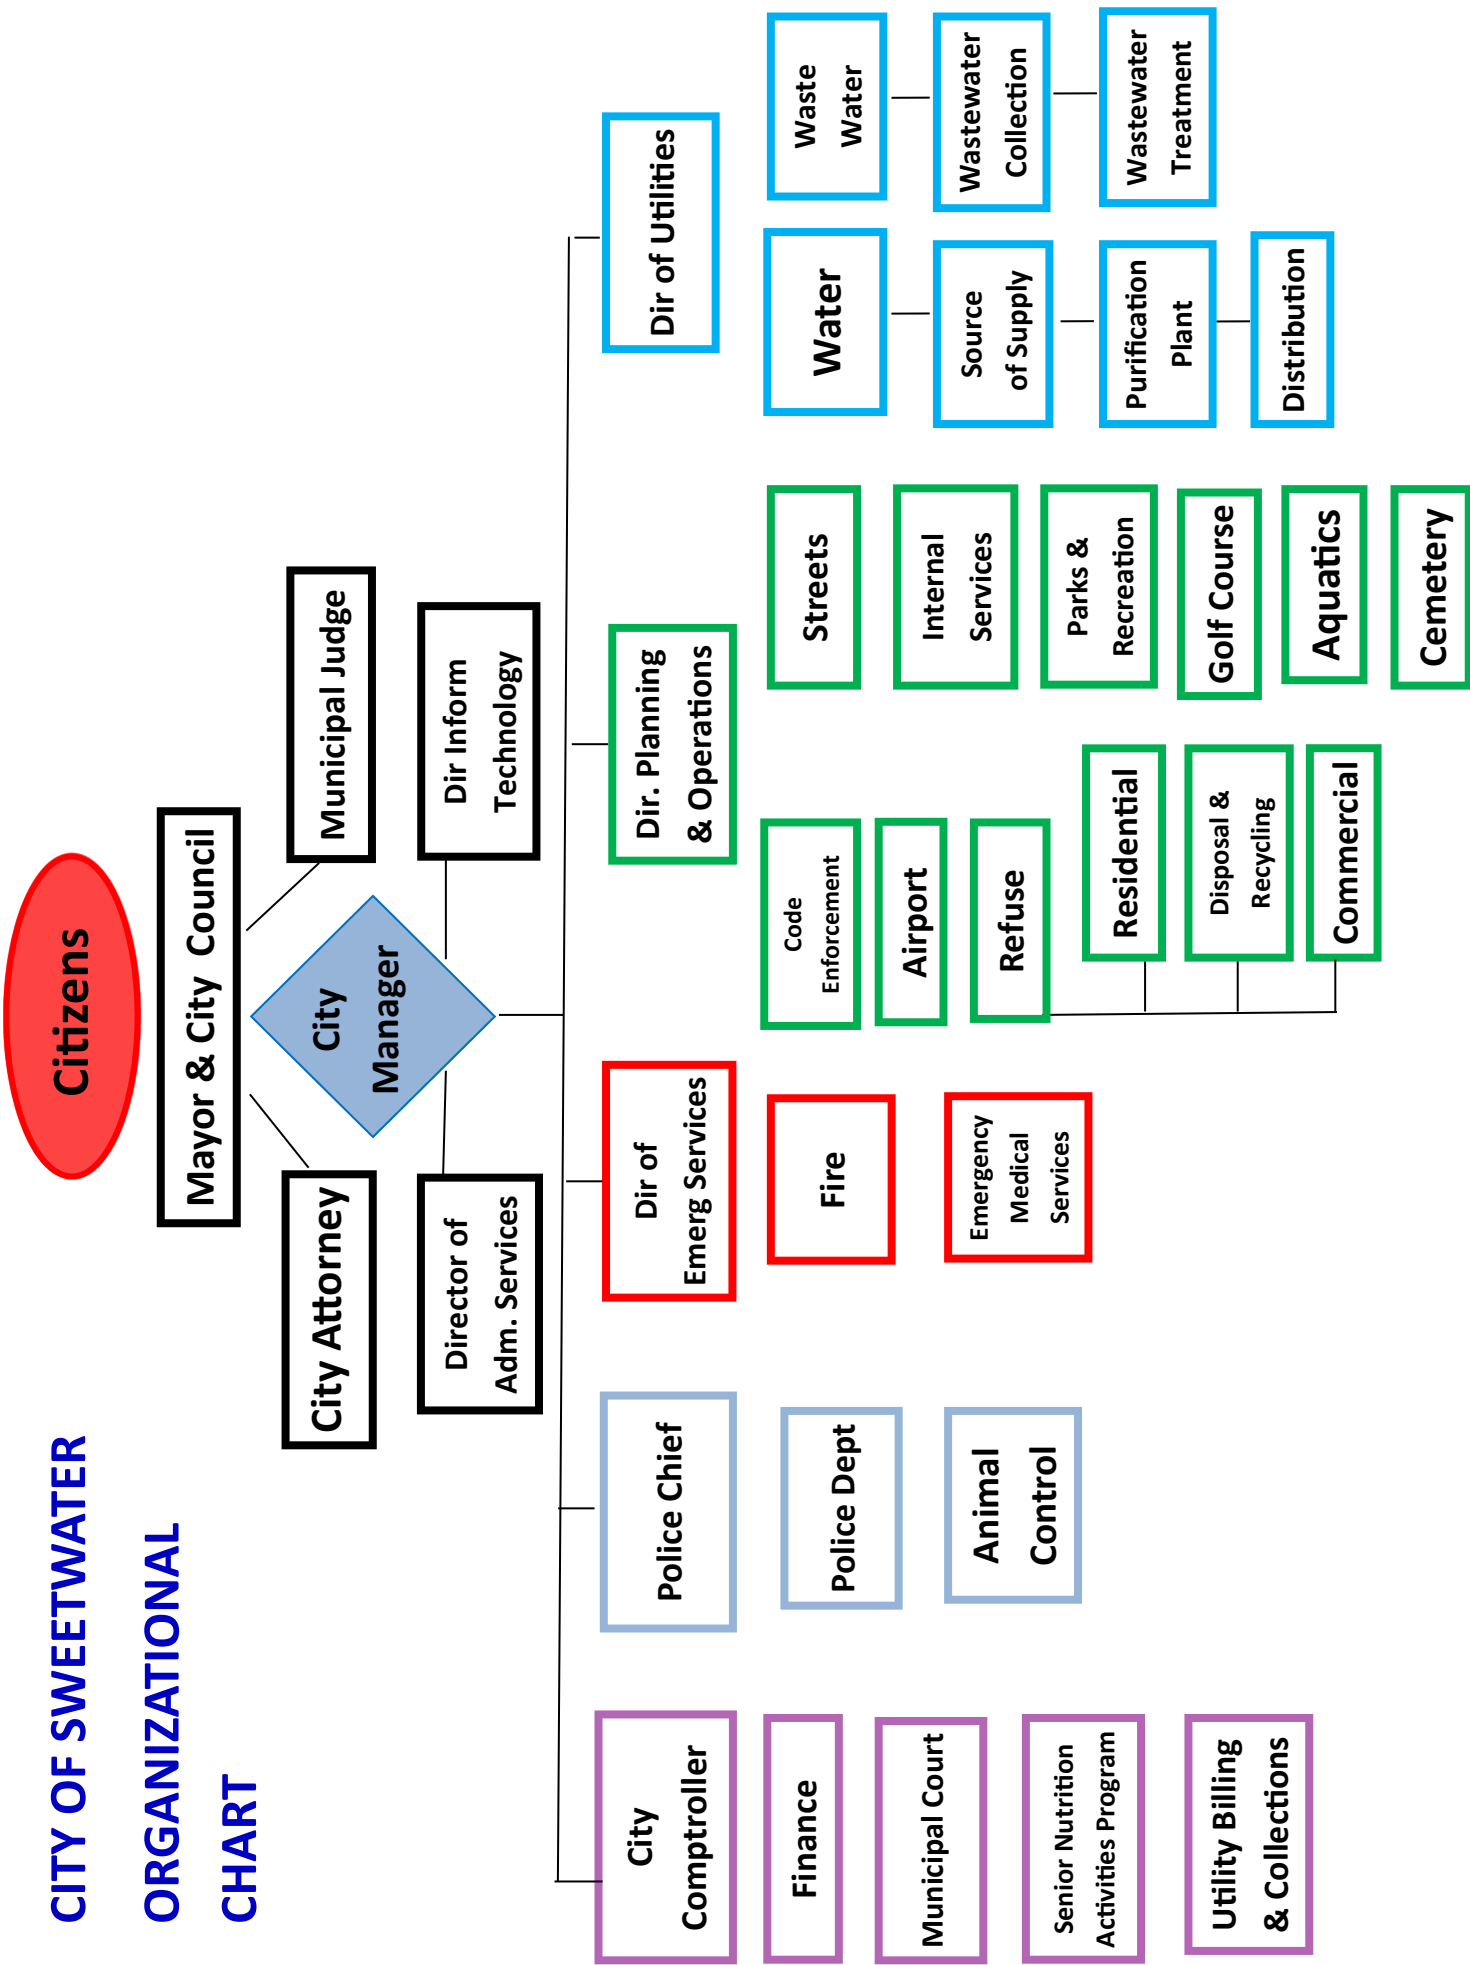 CITY OF SWEETWATER
ORGANIZATIONAL
CHART
Citizens
Mayor & City Council
City Attorney
Municipal Judge
City
Manager
Director of
Adm. Services
Dir Inform
Technology
City
Comptroller
Finance
Municipal Court
Senior Nutrition
Activities Program
Utility Billing
& Collections
Police Chief
Police Dept
Animal
Control
Dir of
Emerg Services
Fire
Emergency
Medical
Services
Dir. Planning
& Operations
Code
Enforcement
Airport
Refuse
Residential
Disposal &
Recycling
Commercial
Streets
Internal
Services
Parks &
Recreation
Golf Course
Aquatics
Cemetery
Dir of Utilities
Water
Source
of Supply
Purification
Plant
Distribution
Waste
Water
Wastewater
Collection
Wastewater
Treatment